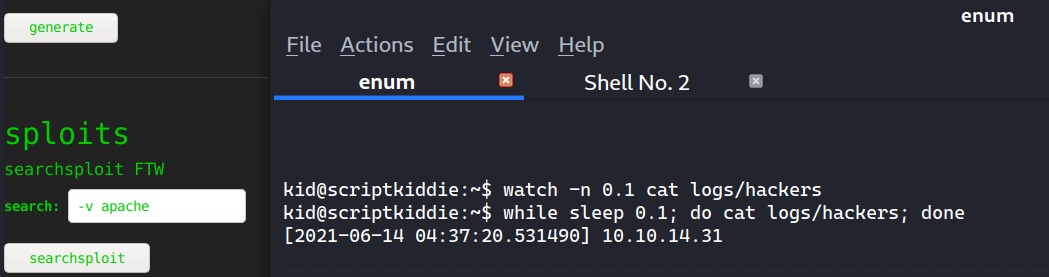 generate
sploits
searchsploit FTW
search: -v apache
searchsploit
enum
File Actions Edit View Help
enum Shell No. 2
kid@scriptkiddie:~$ watch -n 0.1 cat logs/hackers
kid@scriptkiddie:~$ while sleep 0.1; do cat logs/hackers; done
[2021-06-14 04:37:20.531490] 10.10.14.31